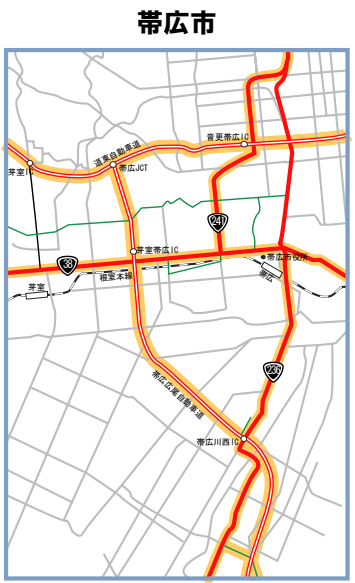 帯広市
音更帯広IC
道東自動車道
芽室IC
帯広JCT
241
芽室帯広IC
帯広市役所
38
根室本線
帯広
芽室
236
帯広広尾自動車道
帯広川西IC